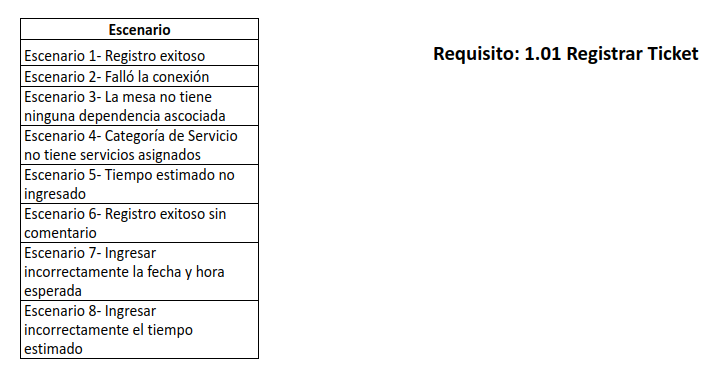 Escenario
Requisito: 1.01 Registrar Ticket
Escenario 1- Registro exitoso
Escenario 2- Falló la conexión
Escenario 3- La mesa no tiene
ninguna dependencia ascociada
Escenario 4- Categoría de Servicio
no tiene servicios asignados
Escenario 5- Tiempo estimado no
ingresado
Escenario 6- Registro exitoso sin
comentario
Escenario 7- Ingresar
incorrectamente la fecha y hora
esperada
Escenario 8- Ingresar
incorrectamente el tiempo
estimado